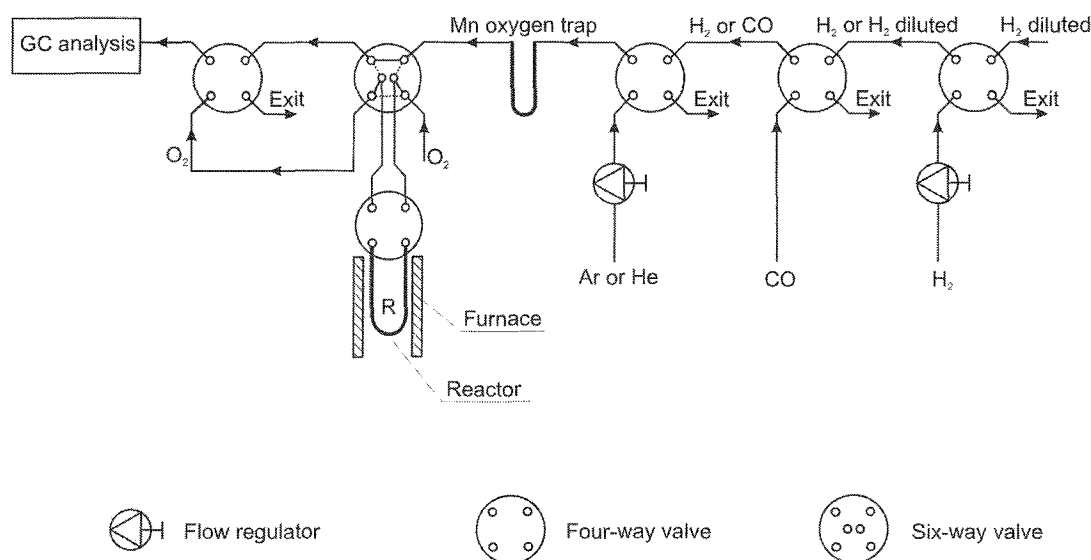 GC analysis
Mn oxygen trap
H₂ or CO
H₂ or H₂ diluted
H₂ diluted
Exit
Exit
Exit
Exit
O₂
O₂
Ar or He
CO
H₂
R
Furnace
Reactor
Flow regulator
Four-way valve
Six-way valve